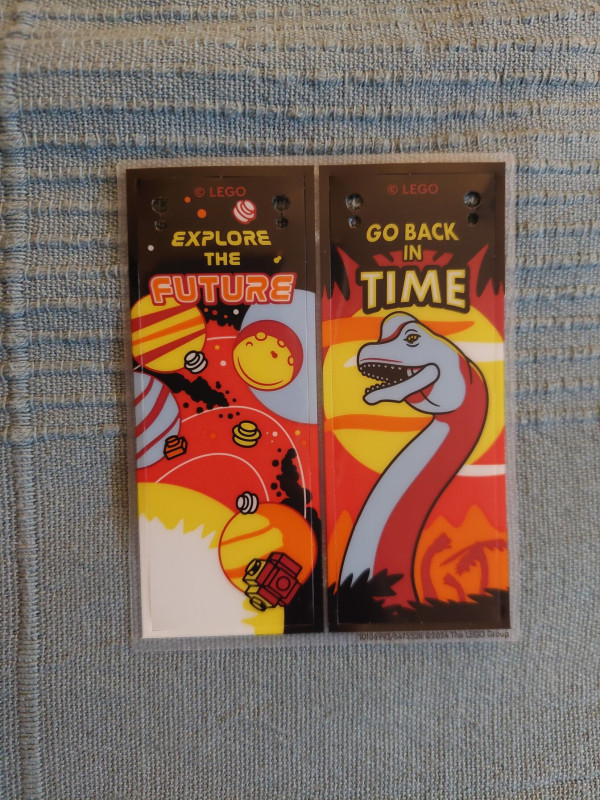 © LEGO
EXPLORE
THE
FUTURE
© LEGO
GO BACK
IN
TIME
©2024 The LEGO Group